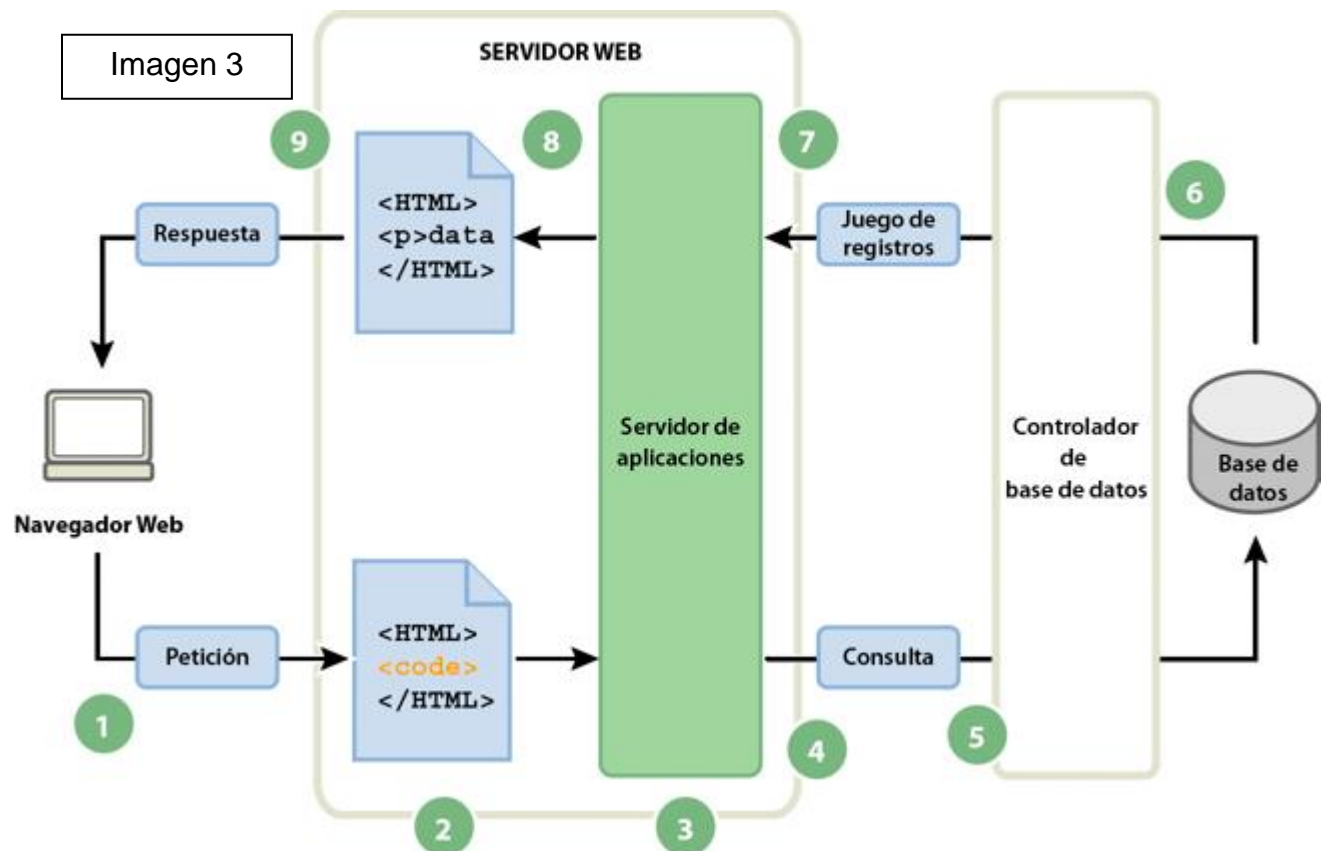 Imagen 3
SERVIDOR WEB
9
8
7
6
<HTML>
<p>data
</HTML>
Respuesta
Juego de
registros
Servidor de
aplicaciones
Controlador
de
base de datos
Base de
datos
Navegador Web
<HTML>
<code>
</HTML>
Petición
Consulta
1
2
3
4
5